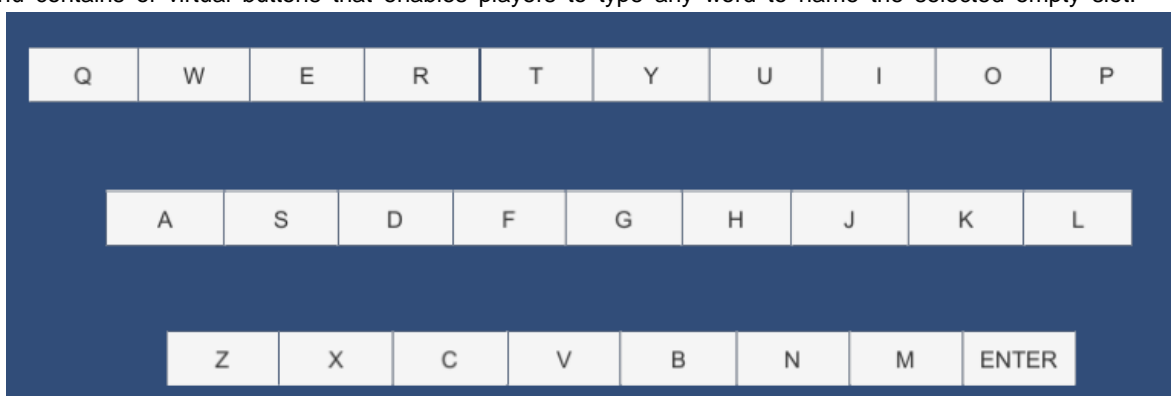 contains of virtual buttons that enables players to type any word to name the selected empty slot.
Q W E R T Y U I O P
A S D F G H J K L
Z X C V B N M ENTER